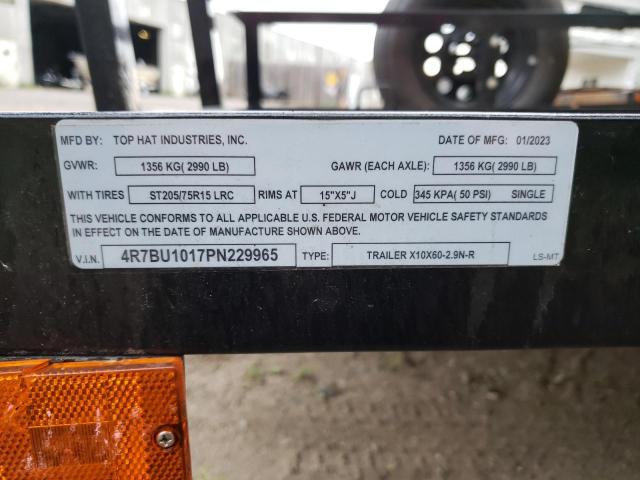 MFD BY: TOP HAT INDUSTRIES, INC. DATE OF MFG: 01/2023
GVWR: 1356 KG( 2990 LB) GAWR (EACH AXLE): 1356 KG( 2990 LB)
WITH TIRES ST205/75R15 LRC RIMS AT 15"X5"J COLD 345 KPA( 50 PSI) SINGLE
THIS VEHICLE CONFORMS TO ALL APPLICABLE U.S. FEDERAL MOTOR VEHICLE SAFETY STANDARDS
IN EFFECT ON THE DATE OF MANUFACTURE SHOWN ABOVE.
V.I.N. 4R7BU1017PN229965 TYPE: TRAILER X10X60-2.9N-R LS-MT